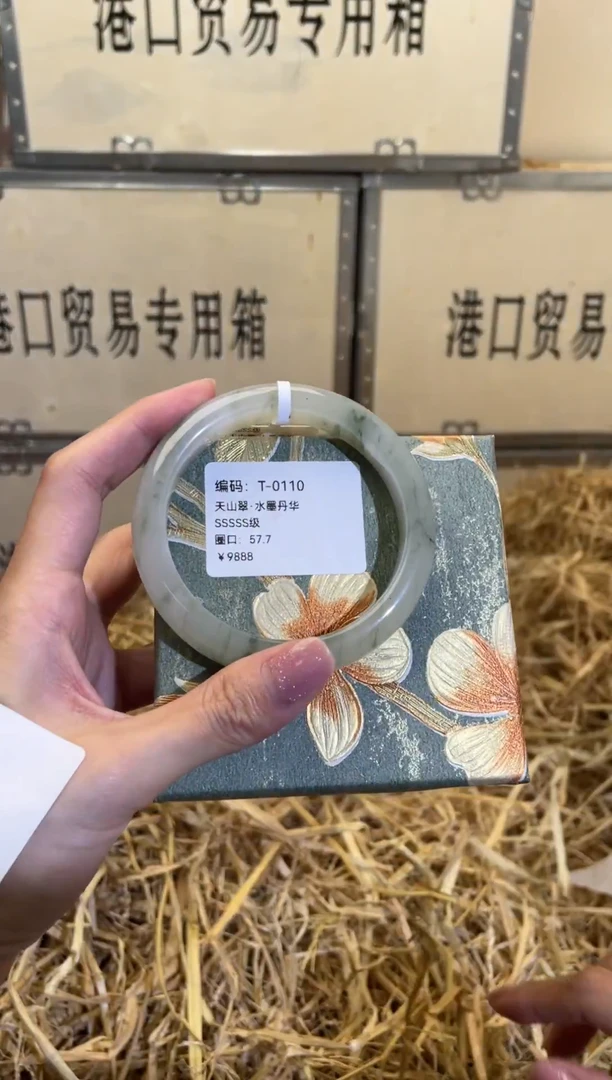 港口贸易专用箱
港口贸易专用箱
港口贸易
编码: T-0110
天山翠·水墨丹华
SSSSS级
圈口: 57.7
￥9888